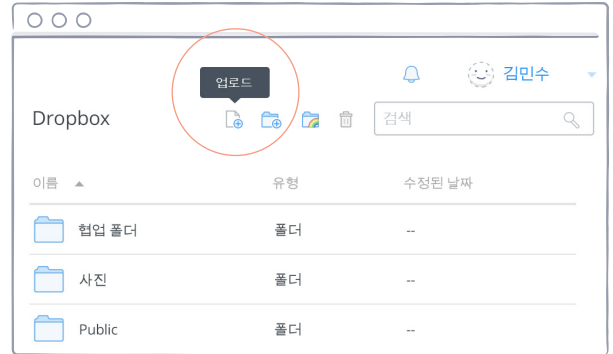 김민수
업로드
Dropbox
검색
이름 유형 수정된 날짜
협업 폴더 폴더 --
사진 폴더 --
Public 폴더 --